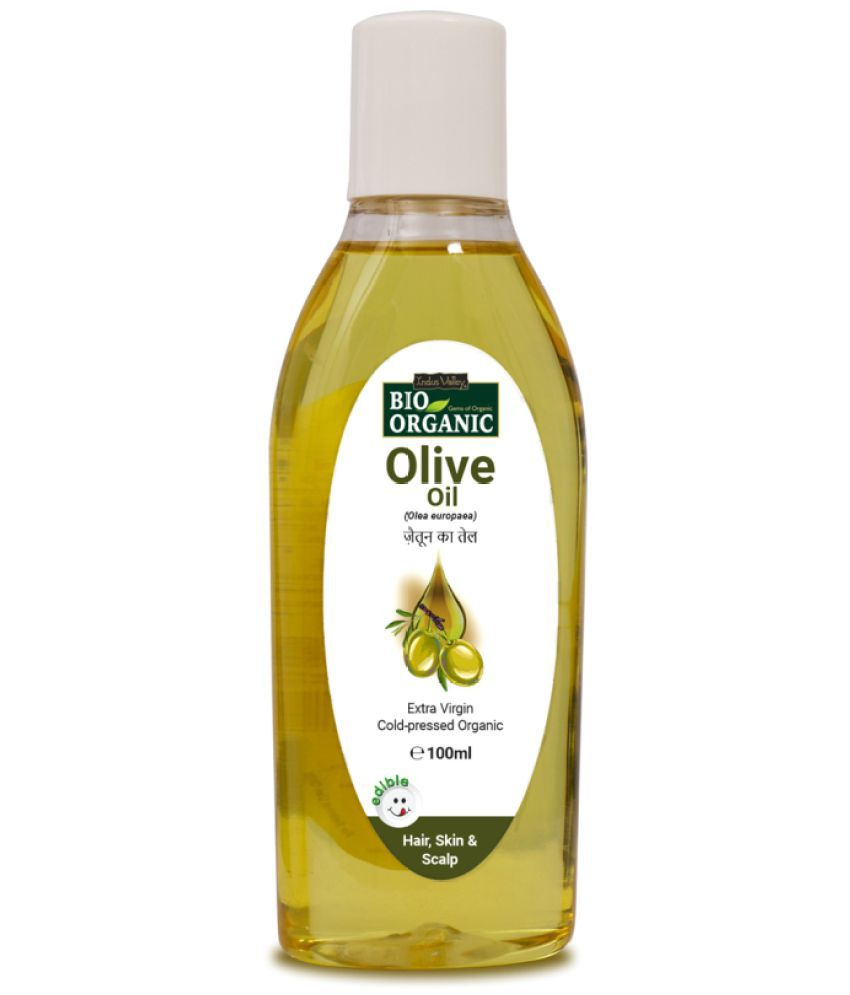 Indus Valley
BIO
Gems of Organic
ORGANIC
Olive
Oil
(Olea europaea)
ज़ैतून का तेल
Extra Virgin
Cold-pressed Organic
℮ 100ml
edible
Hair, Skin &
Scalp